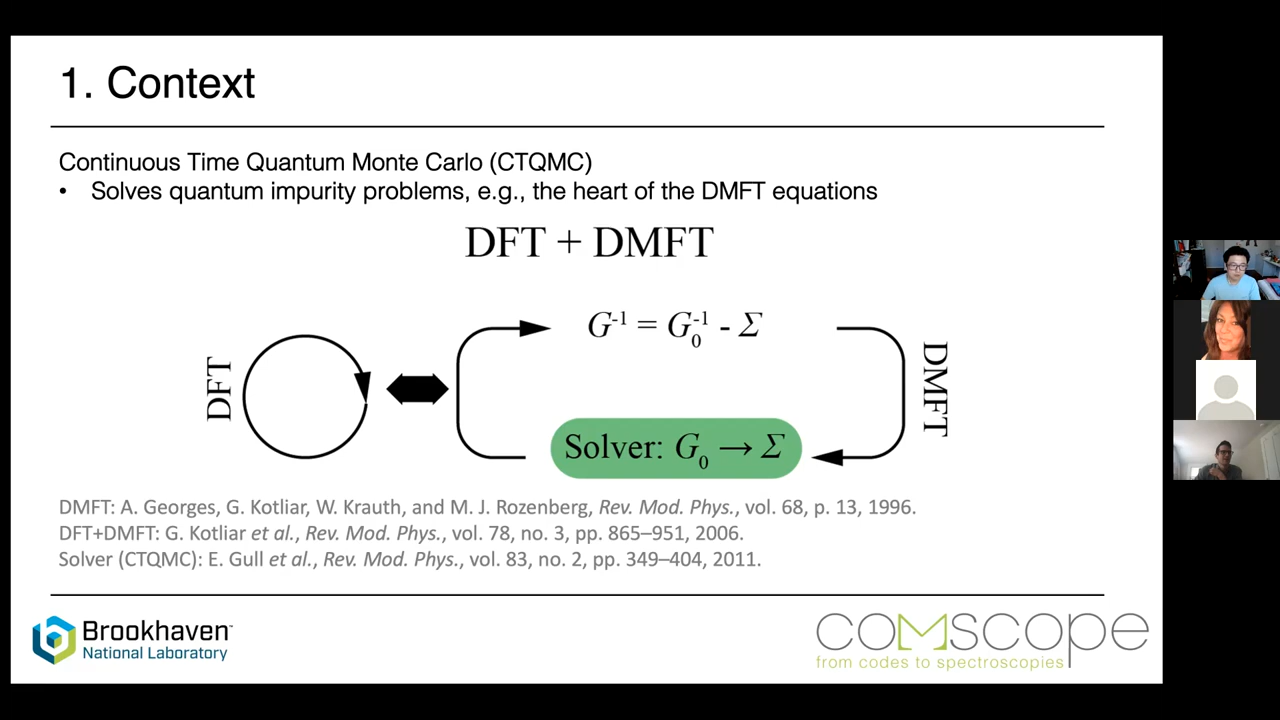 1. Context
Continuous Time Quantum Monte Carlo (CTQMC)
• Solves quantum impurity problems, e.g., the heart of the DMFT equations
DFT + DMFT
G⁻¹ = G₀⁻¹ - Σ
DFT
DMFT
Solver: G₀ → Σ
DMFT: A. Georges, G. Kotliar, W. Krauth, and M. J. Rozenberg, Rev. Mod. Phys., vol. 68, p. 13, 1996.
DFT+DMFT: G. Kotliar et al., Rev. Mod. Phys., vol. 78, no. 3, pp. 865–951, 2006.
Solver (CTQMC): E. Gull et al., Rev. Mod. Phys., vol. 83, no. 2, pp. 349–404, 2011.
Brookhaven™
National Laboratory
comscope
from codes to spectroscopies